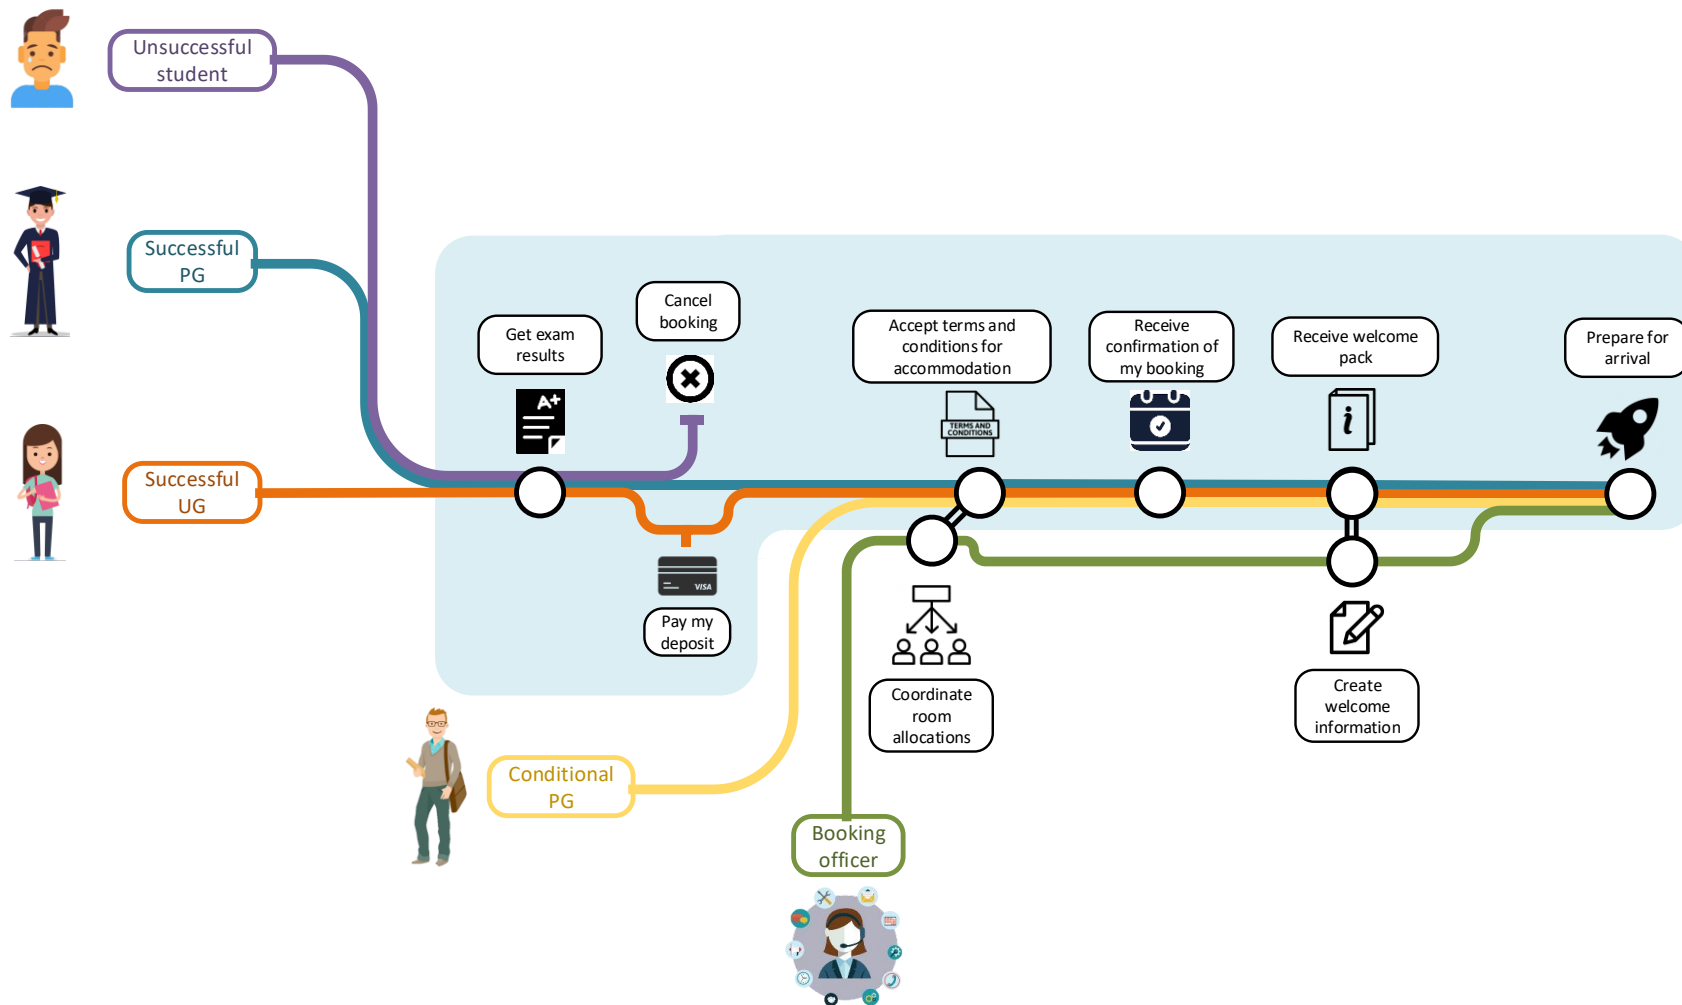 Unsuccessful
student
Successful
PG
Successful
UG
Get exam
results
A+
Cancel
booking
VISA
Pay my
deposit
Accept terms and
conditions for
accommodation
TERMS AND
CONDITIONS
Receive
confirmation of
my booking
Receive welcome
pack
i
Prepare for
arrival
Coordinate
room
allocations
Create
welcome
information
Conditional
PG
Booking
officer